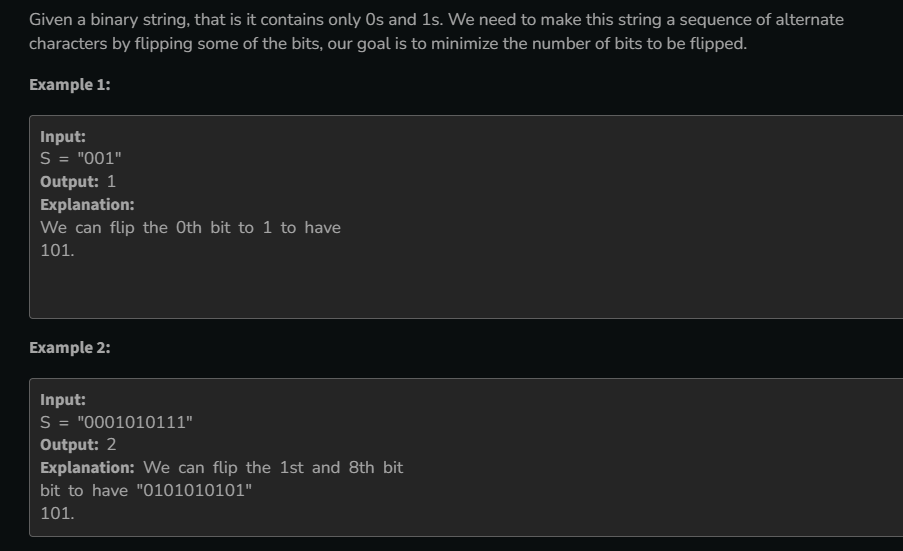 Given a binary string, that is it contains only 0s and 1s. We need to make this string a sequence of alternate
characters by flipping some of the bits, our goal is to minimize the number of bits to be flipped.
Example 1:
Input:
S = "001"
Output: 1
Explanation:
We can flip the 0th bit to 1 to have
101.
Example 2:
Input:
S = "0001010111"
Output: 2
Explanation: We can flip the 1st and 8th bit
bit to have "0101010101"
101.